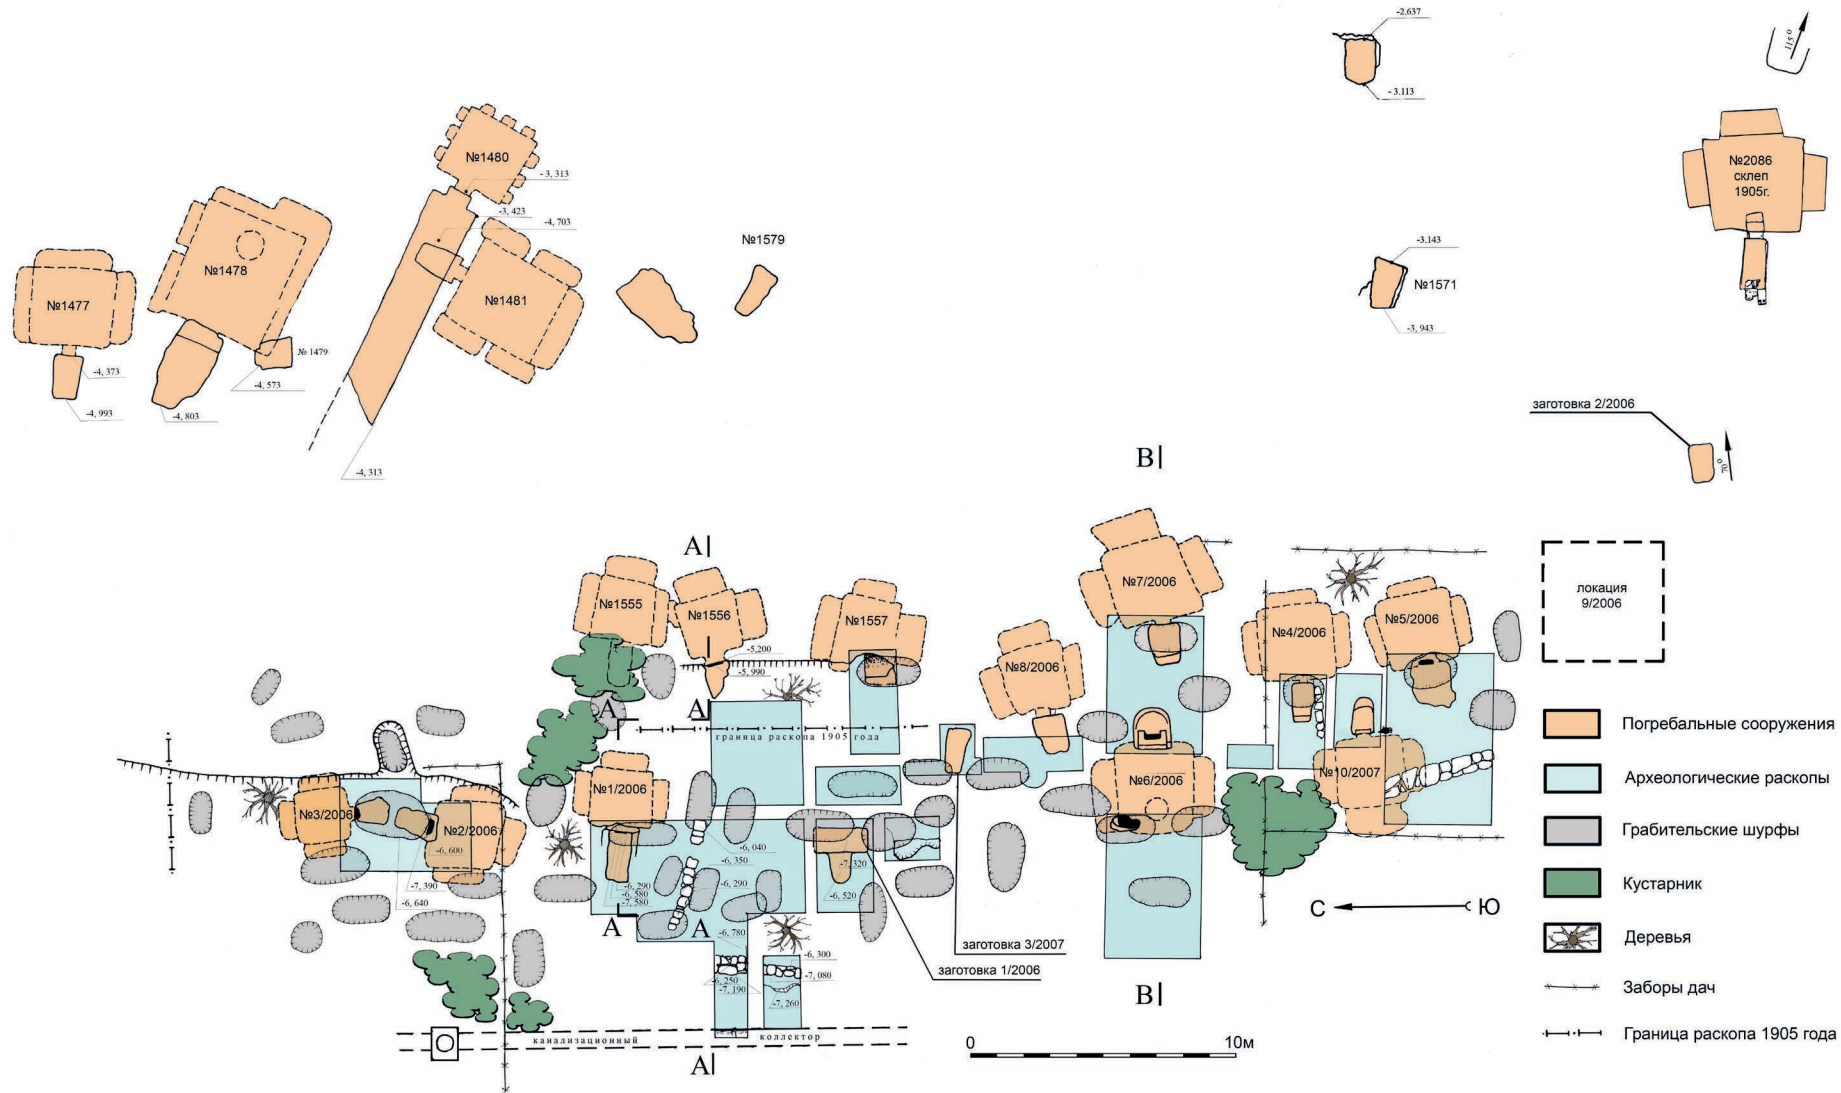 -2.637
115°
-3.113
№1480
-3, 313
№2086
склеп
1905г.
-3, 423
-4, 703
№1579
-3.143
№1478
№1477
№1481
№1571
-3, 943
№ 1479
-4, 373
-4, 573
-4, 993
-4, 803
заготовка 2/2006
-4, 313
70°
B
A
№7/2006
локация
9/2006
№1555
№1556
№1557
№4/2006
№5/2006
-5,200
-5, 990
№8/2006
A
A
граница раскопа 1905 года
Погребальные сооружения
№1/2006
№6/2006
№10/2007
Археологические раскопы
№3/2006
№2/2006
Грабительские шурфы
-6, 600
-6, 040
-6, 350
-7, 320
-7, 390
-6, 290
-6, 580
-7, 580
-6, 290
-6, 520
-6, 640
Кустарник
С
Ю
A
A
-6, 780
Деревья
заготовка 3/2007
-6, 300
-7, 080
заготовка 1/2006
-6, 250
-7, 190
-7, 260
Заборы дач
B
канализационный
коллектор
0
10м
Граница раскопа 1905 года
A